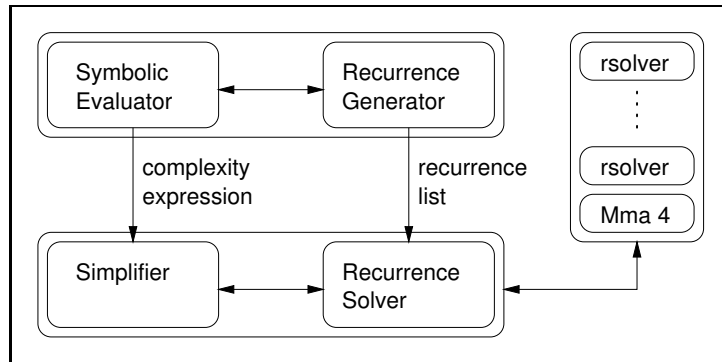 Symbolic
Evaluator
Recurrence
Generator
rsolver
rsolver
Mma 4
complexity
expression
recurrence
list
Simplifier
Recurrence
Solver